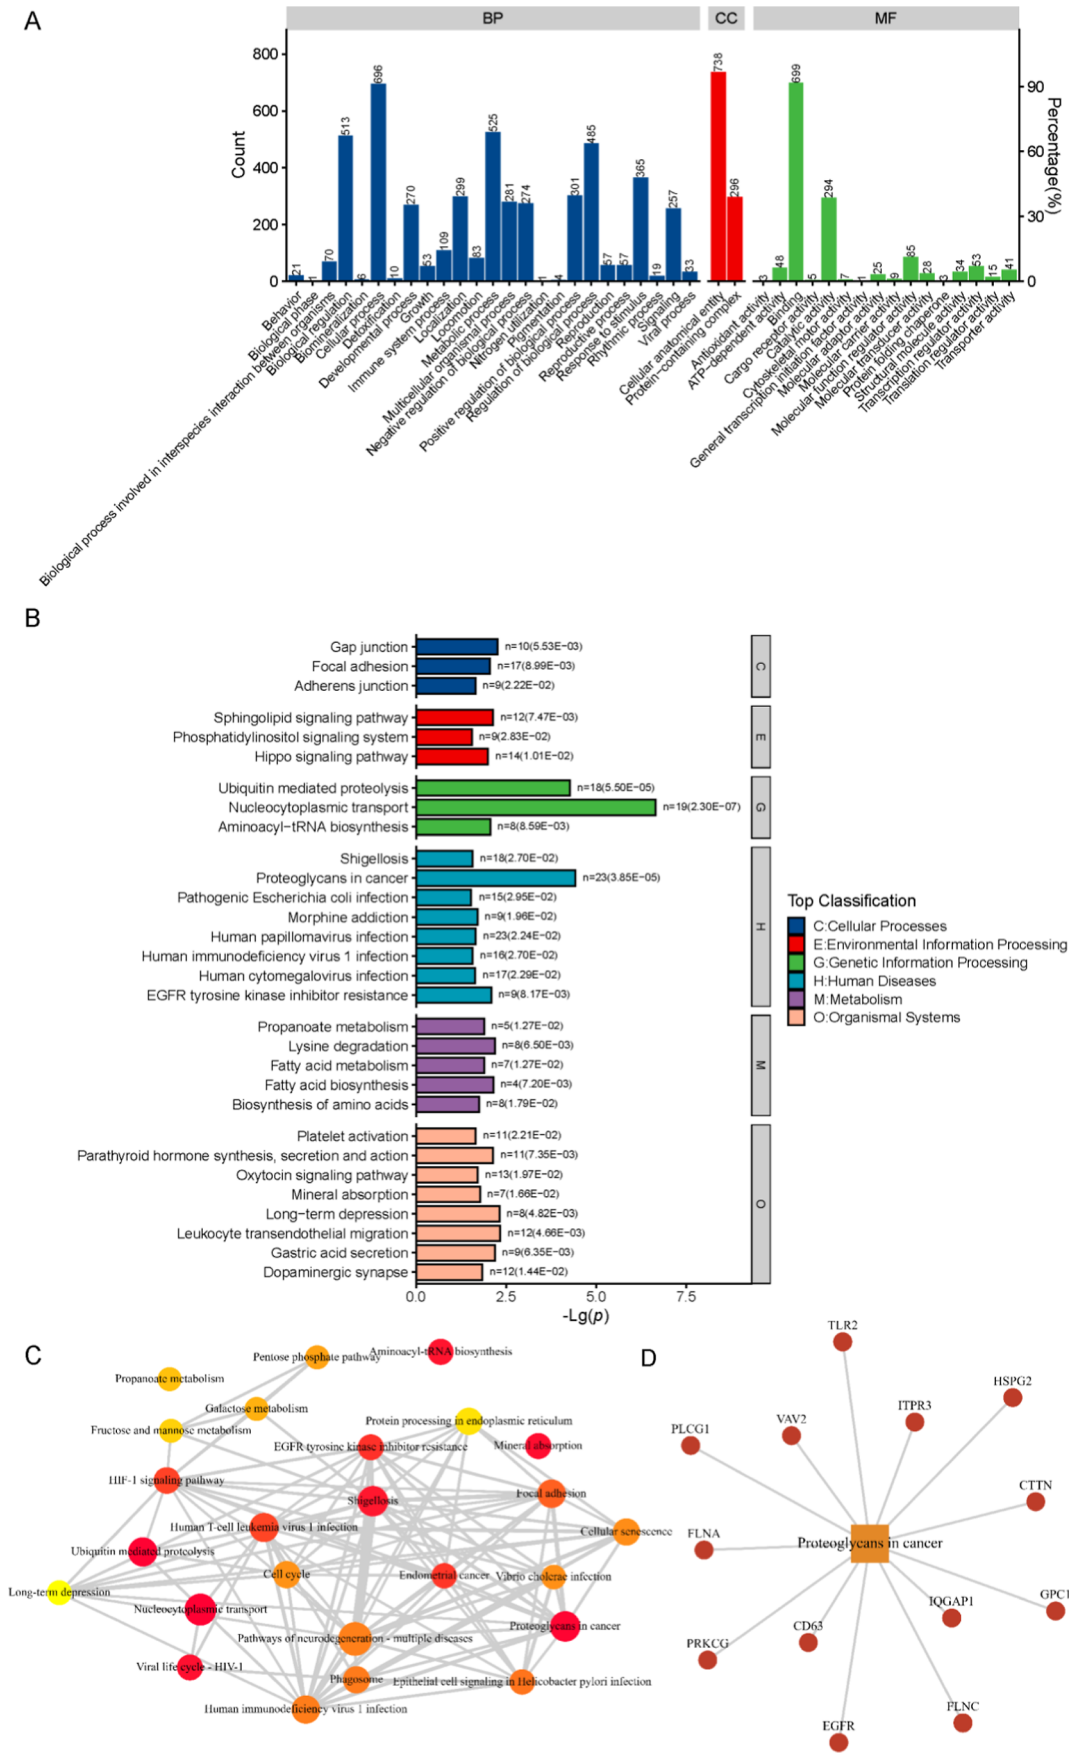 A
BP
CC
MF
Count
800
600
400
200
0
Percentage(%)
90
60
30
0
21
1
70
513
6
696
10
270
53
109
299
83
525
281
274
1
4
301
485
57
57
365
19
257
33
738
296
3
48
699
5
294
7
1
25
9
85
28
3
34
53
15
41
Behavior
Biological phase
Biological process involved in interspecies interaction between organisms
Biological regulation
Biomineralization
Cellular process
Detoxification
Developmental process
Growth
Immune system process
Localization
Locomotion
Metabolic process
Multicellular organismal process
Negative regulation of biological process
Nitrogen utilization
Pigmentation
Positive regulation of biological process
Regulation of biological process
Reproduction
Reproductive process
Response to stimulus
Rhythmic process
Signaling
Viral process
Cellular anatomical entity
Protein-containing complex
Antioxidant activity
ATP-dependent activity
Binding
Cargo receptor activity
Catalytic activity
Cytoskeletal motor activity
General transcription initiation factor activity
Molecular adaptor activity
Molecular carrier activity
Molecular function regulator activity
Molecular transducer activity
Protein folding chaperone
Structural molecule activity
Transcription regulator activity
Translation regulator activity
Transporter activity
B
Gap junction n=10(5.53E-03)
Focal adhesion n=17(8.99E-03)
Adherens junction n=9(2.22E-02)
C
Sphingolipid signaling pathway n=12(7.47E-03)
Phosphatidylinositol signaling system n=9(2.83E-02)
Hippo signaling pathway n=14(1.01E-02)
E
Ubiquitin mediated proteolysis n=18(5.50E-05)
Nucleocytoplasmic transport n=19(2.30E-07)
Aminoacyl-tRNA biosynthesis n=8(8.59E-03)
G
Shigellosis n=18(2.70E-02)
Proteoglycans in cancer n=23(3.85E-05)
Pathogenic Escherichia coli infection n=15(2.95E-02)
Morphine addiction n=9(1.96E-02)
Human papillomavirus infection n=23(2.24E-02)
Human immunodeficiency virus 1 infection n=16(2.70E-02)
Human cytomegalovirus infection n=17(2.29E-02)
EGFR tyrosine kinase inhibitor resistance n=9(8.17E-03)
H
Propanoate metabolism n=5(1.27E-02)
Lysine degradation n=8(6.50E-03)
Fatty acid metabolism n=7(1.27E-02)
Fatty acid biosynthesis n=4(7.20E-03)
Biosynthesis of amino acids n=8(1.79E-02)
M
Platelet activation n=11(2.21E-02)
Parathyroid hormone synthesis, secretion and action n=11(7.35E-03)
Oxytocin signaling pathway n=13(1.97E-02)
Mineral absorption n=7(1.66E-02)
Long-term depression n=8(4.82E-03)
Leukocyte transendothelial migration n=12(4.66E-03)
Gastric acid secretion n=9(6.35E-03)
Dopaminergic synapse n=12(1.44E-02)
O
0.0 2.5 5.0 7.5
-Lg(p)
Top Classification
C:Cellular Processes
E:Environmental Information Processing
G:Genetic Information Processing
H:Human Diseases
M:Metabolism
O:Organismal Systems
C
Pentose phosphate pathway
Aminoacyl-tRNA biosynthesis
Propanoate metabolism
Galactose metabolism
Fructose and mannose metabolism
Protein processing in endoplasmic reticulum
EGFR tyrosine kinase inhibitor resistance
Mineral absorption
HIF-1 signaling pathway
Shigellosis
Focal adhesion
Human T-cell leukemia virus 1 infection
Cellular senescence
Ubiquitin mediated proteolysis
Cell cycle
Endometrial cancer
Vibrio cholerae infection
Long-term depression
Nucleocytoplasmic transport
Proteoglycans in cancer
Pathways of neurodegeneration - multiple diseases
Viral life cycle - HIV-1
Phagosome
Epithelial cell signaling in Helicobacter pylori infection
Human immunodeficiency virus 1 infection
D
TLR2
HSPG2
ITPR3
VAV2
PLCG1
CTTN
FLNA
Proteoglycans in cancer
IQGAP1
GPC1
CD63
PRKCG
FLNC
EGFR